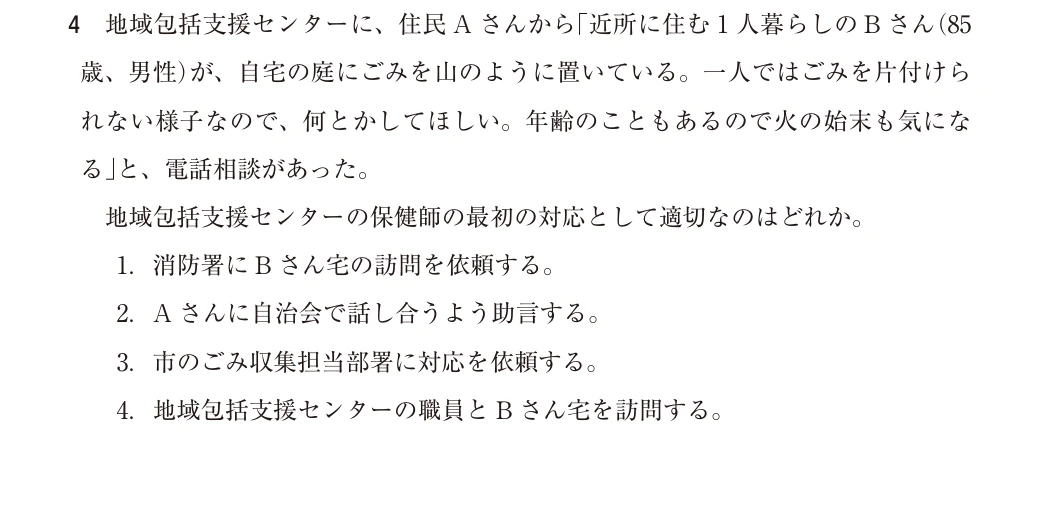 4 地域包括支援センターに、住民 A さんから「近所に住む 1 人暮らしの B さん(85
歳、男性)が、自宅の庭にごみを山のように置いている。一人ではごみを片付けら
れない様子なので、何とかしてほしい。年齢のこともあるので火の始末も気にな
る」と、電話相談があった。
地域包括支援センターの保健師の最初の対応として適切なのはどれか。
1. 消防署に B さん宅の訪問を依頼する。
2. A さんに自治会で話し合うよう助言する。
3. 市のごみ収集担当部署に対応を依頼する。
4. 地域包括支援センターの職員と B さん宅を訪問する。